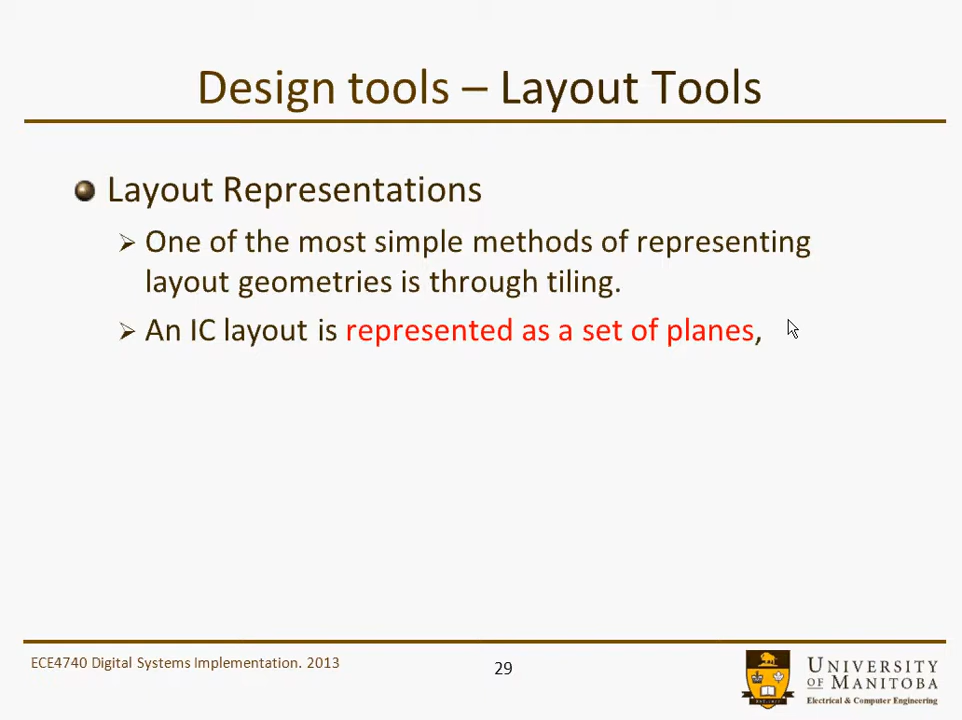 Design tools – Layout Tools
Layout Representations
One of the most simple methods of representing
layout geometries is through tiling.
An IC layout is represented as a set of planes,
ECE4740 Digital Systems Implementation. 2013
29
UNIVERSITY
OF MANITOBA
Electrical & Computer Engineering